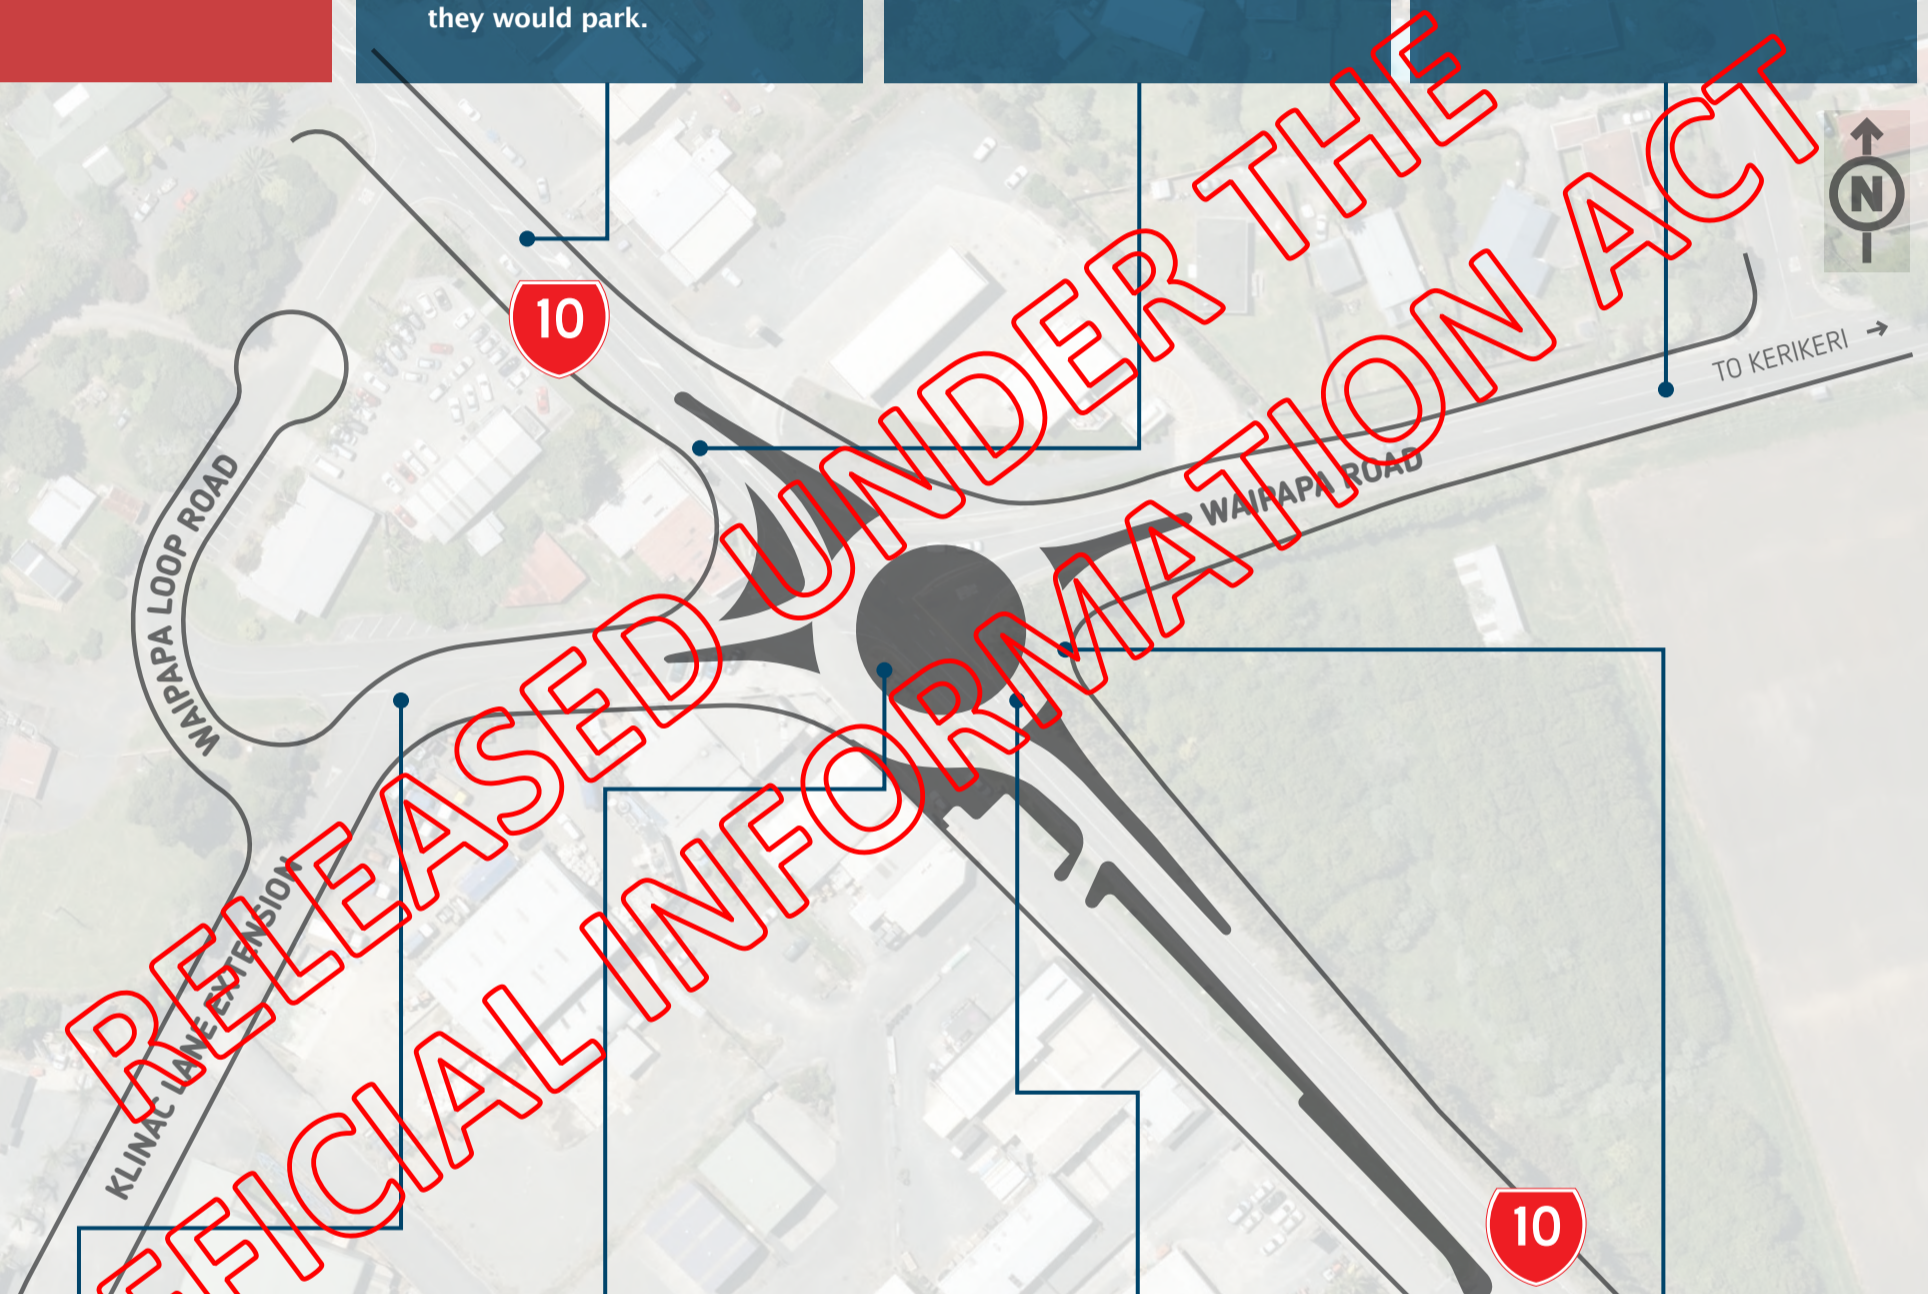 they would park.
N
10
TO KERIKERI
WAIPAPA ROAD
WAIPAPA LOOP ROAD
KLINAC LANE EXTENSION
10
RELEASED UNDER THE
FFICIAL INFORMATION ACT